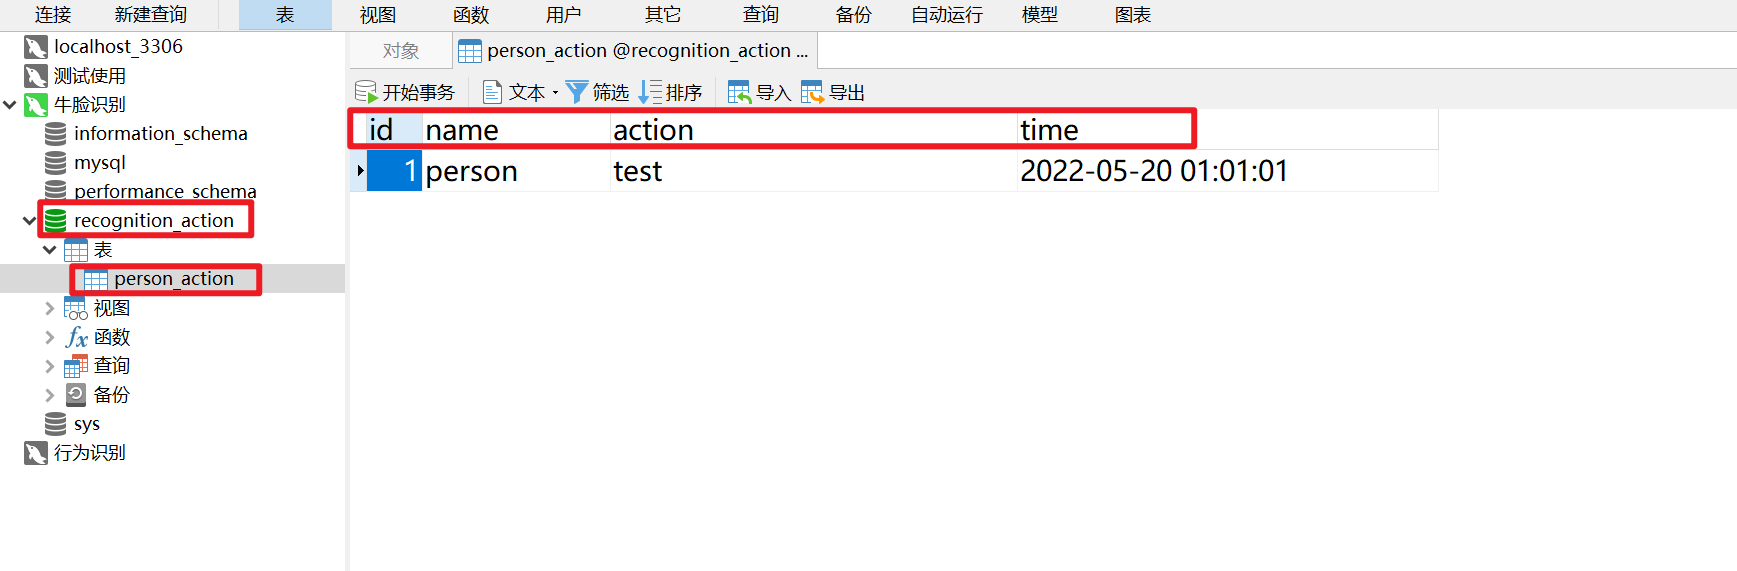 连接 新建查询 表 视图 函数 用户 其它 查询 备份 自动运行 模型 图表
localhost_3306
测试使用
牛脸识别
information_schema
mysql
performance_schema
recognition_action
表
person_action
视图
函数
查询
备份
sys
行为识别
对象 person_action @recognition_action ...
开始事务 文本 筛选 排序 导入 导出
id name action time
1 person test 2022-05-20 01:01:01